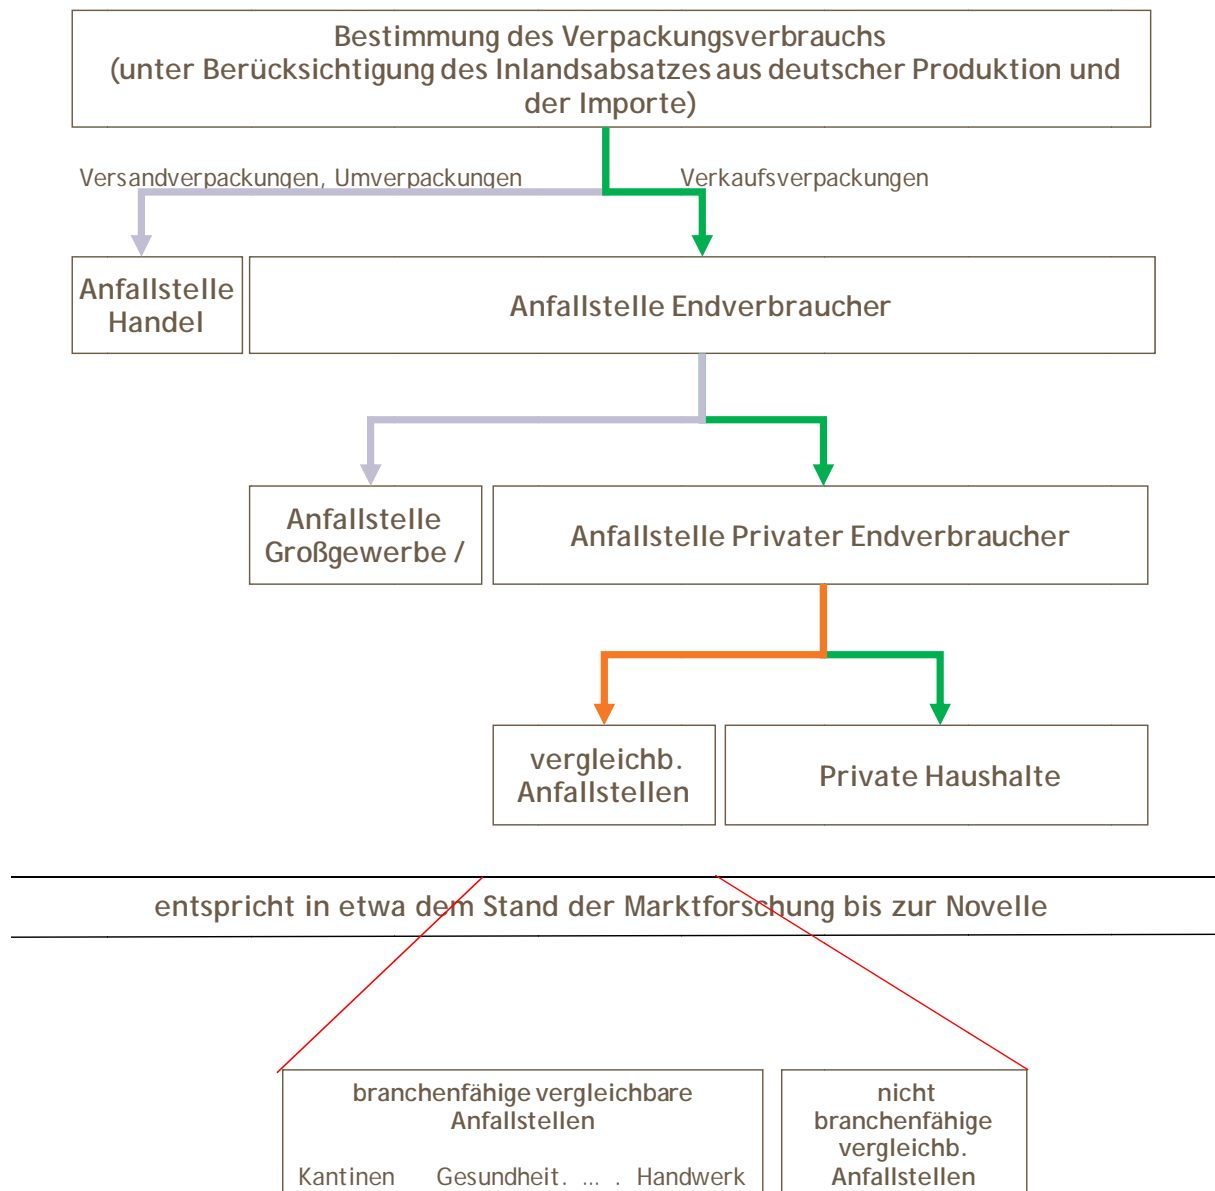 Bestimmung des Verpackungsverbrauchs
(unter Berücksichtigung des Inlandsabsatzes aus deutscher Produktion und
der Importe)
Versandverpackungen, Umverpackungen
Verkaufsverpackungen
Anfallstelle
Handel
Anfallstelle Endverbraucher
Anfallstelle
Großgewerbe /
Anfallstelle Privater Endverbraucher
vergleichb.
Anfallstellen
Private Haushalte
entspricht in etwa dem Stand der Marktforschung bis zur Novelle
branchenfähige vergleichbare
Anfallstellen
Kantinen Gesundheit. ... . Handwerk
nicht
branchenfähige
vergleichb.
Anfallstellen